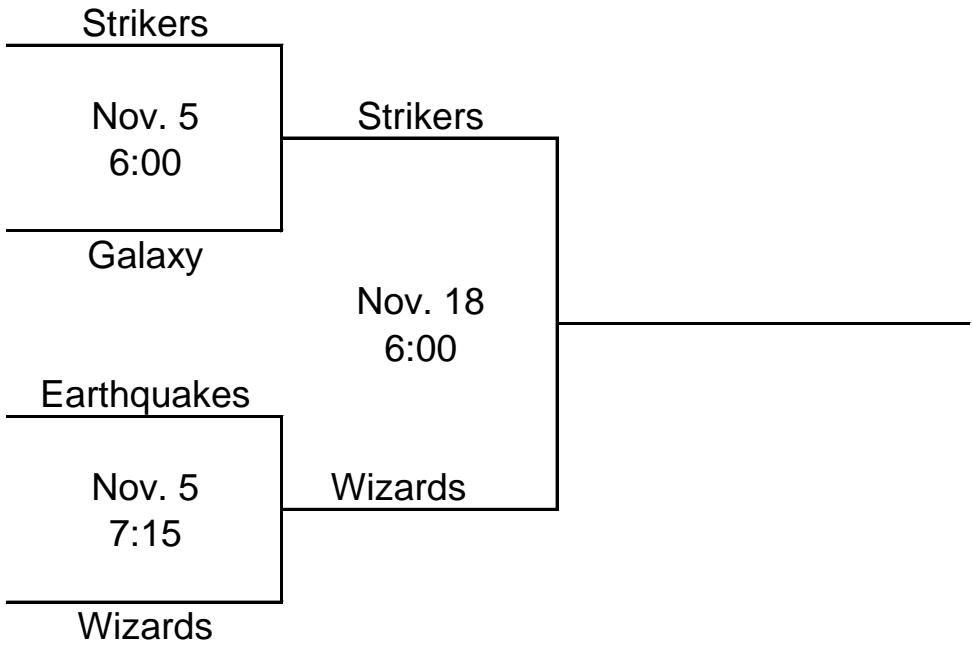 Strikers
Nov. 5
6:00
Galaxy
Strikers
Nov. 18
6:00
Earthquakes
Nov. 5
7:15
Wizards
Wizards